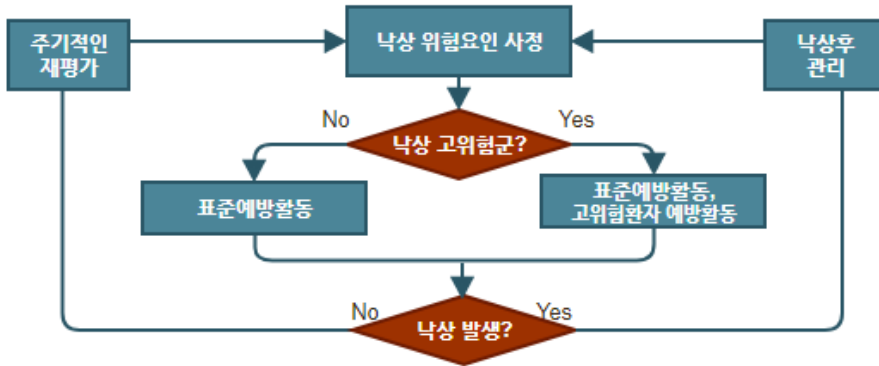 주기적인
재평가
낙상 위험요인 사정
낙상후
관리
No
낙상 고위험군?
Yes
표준예방활동
표준예방활동,
고위험환자 예방활동
No
낙상 발생?
Yes